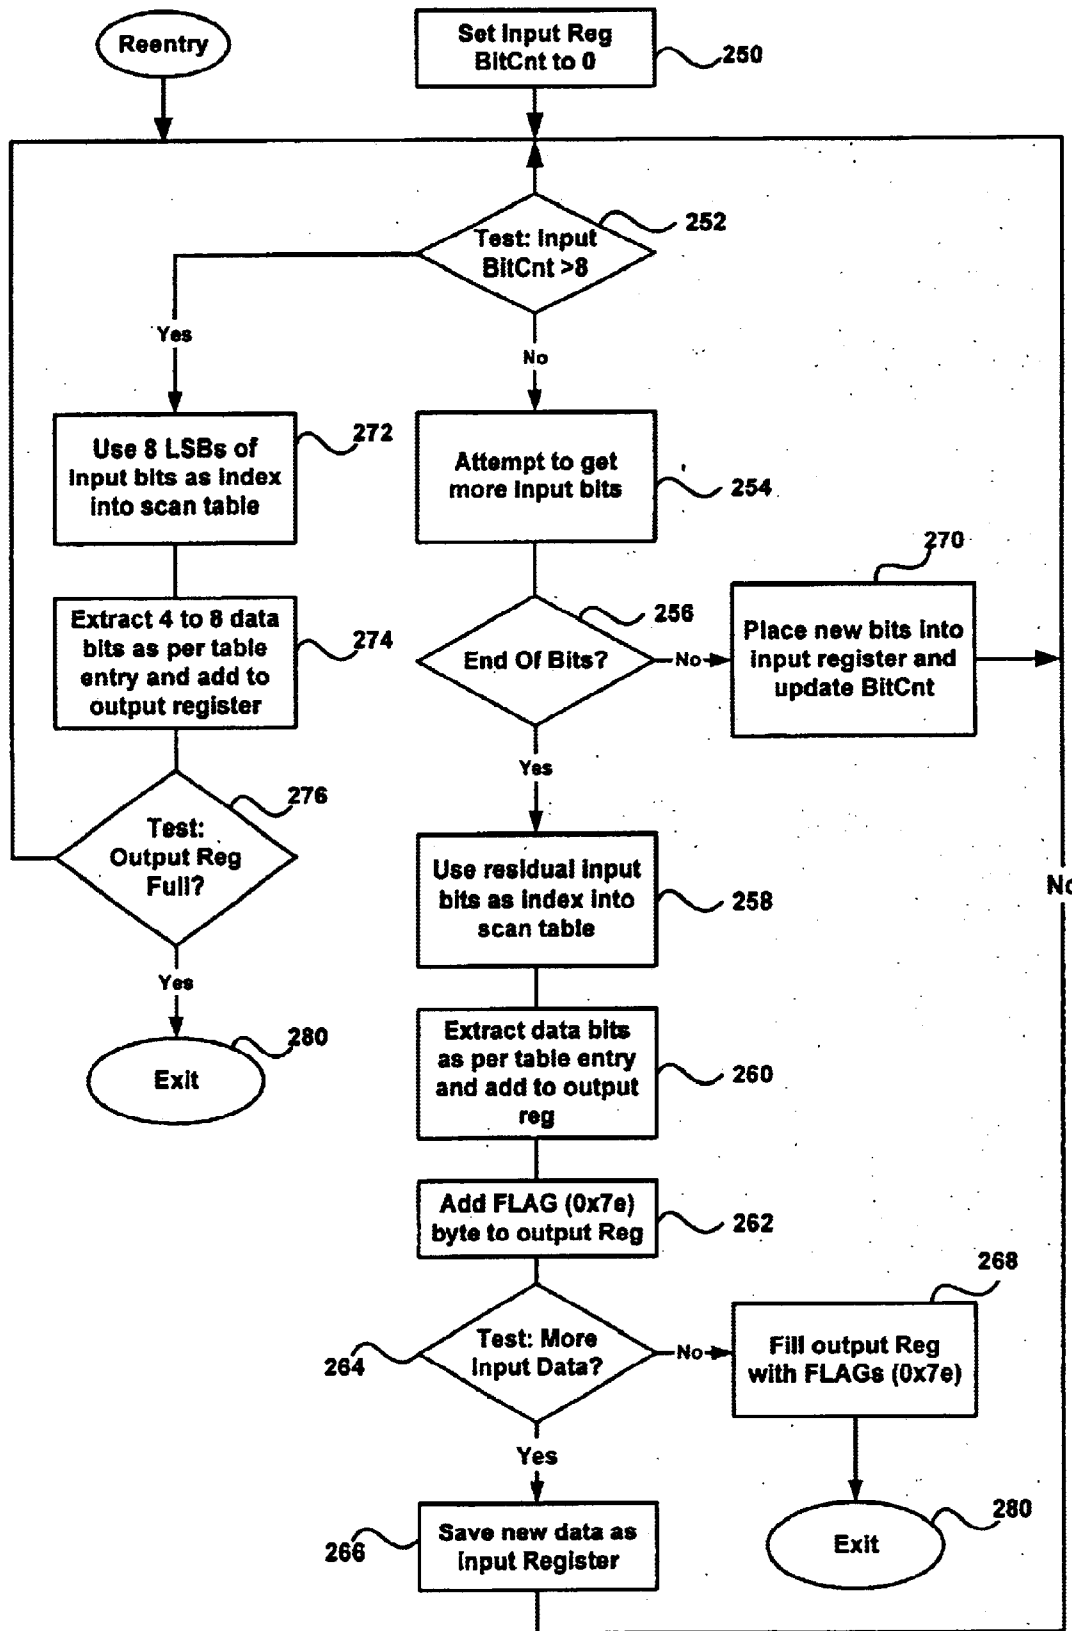 Reentry
Set Input Reg
BitCnt to 0
250
Test: Input
BitCnt >8
252
Yes
No
Use 8 LSBs of
Input bits as index
into scan table
272
Attempt to get
more input bits
254
Extract 4 to 8 data
bits as per table
entry and add to
output register
274
End Of Bits?
256
No
Place new bits into
input register and
update BitCnt
270
Yes
Test:
Output Reg
Full?
276
Use residual input
bits as index into
scan table
258
No
Yes
Exit
280
Extract data bits
as per table entry
and add to output
reg
260
Add FLAG (0x7e)
byte to output Reg
262
Test: More
Input Data?
264
No
Fill output Reg
with FLAGs (0x7e)
268
Yes
Save new data as
Input Register
266
Exit
280